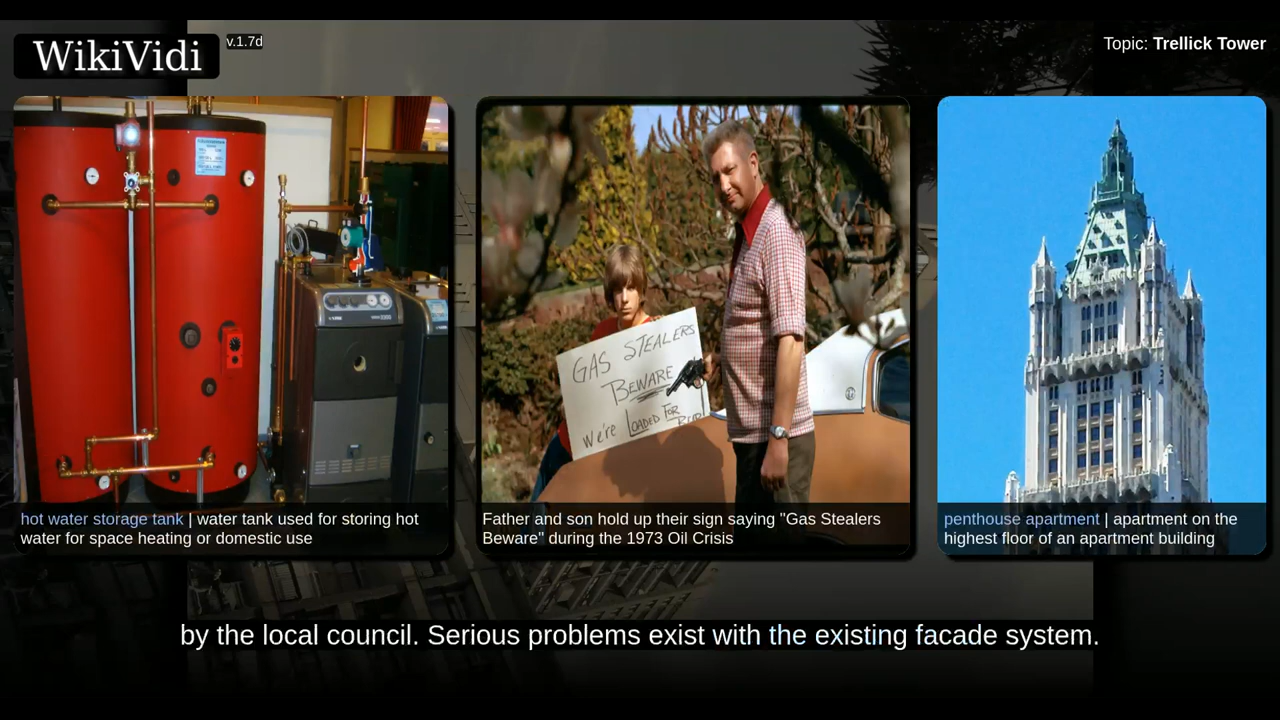 WikiVidi
v.1.7d
Topic: Trellick Tower
GAS STEALERS
BEWARE
We're LOADED FOR
hot water storage tank | water tank used for storing hot
water for space heating or domestic use
Father and son hold up their sign saying "Gas Stealers
Beware" during the 1973 Oil Crisis
penthouse apartment | apartment on the
highest floor of an apartment building
by the local council. Serious problems exist with the existing facade system.